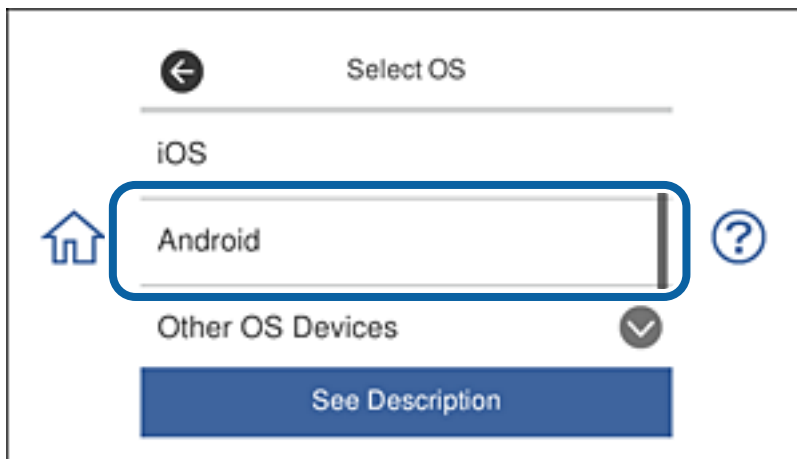 Select OS
iOS
Android
Other OS Devices
See Description